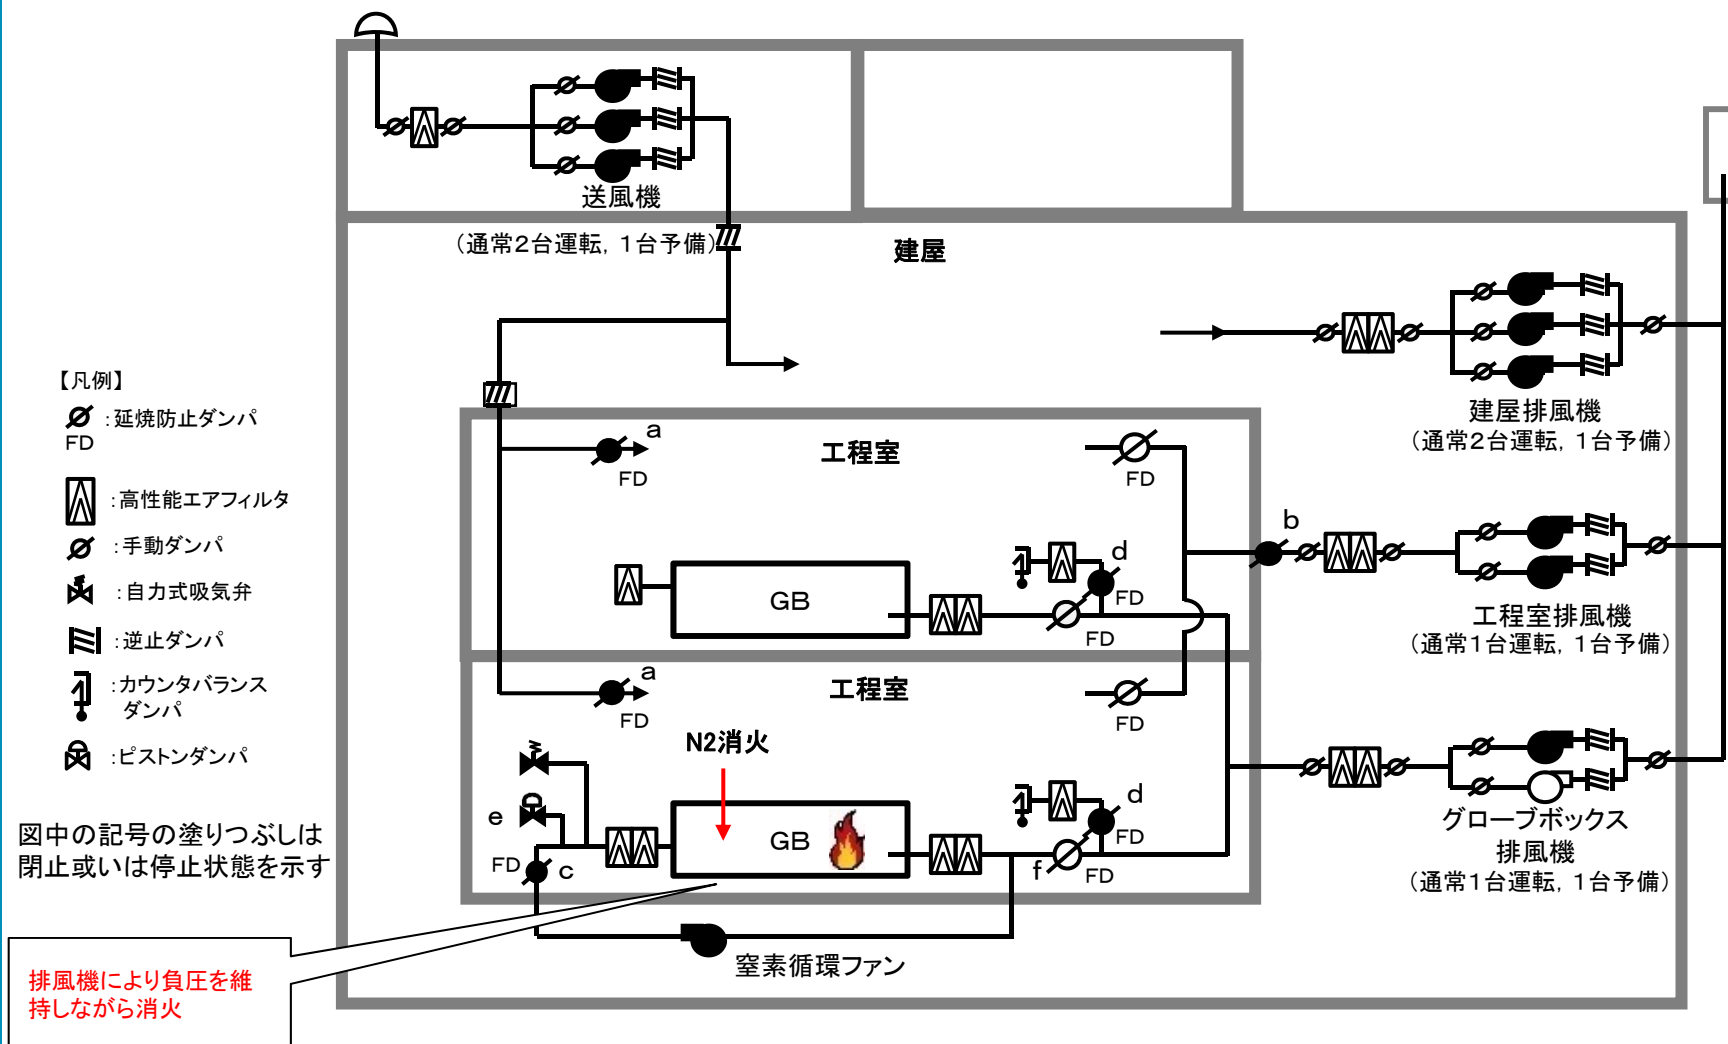 送風機
（通常2台運転, 1台予備）
建屋
【凡例】
:延焼防止ダンパ
FD
:高性能エアフィルタ
:手動ダンパ
:自力式吸気弁
:逆止ダンパ
:カウンタバランス
ダンパ
:ピストンダンパ
図中の記号の塗りつぶしは
閉止或いは停止状態を示す
建屋排風機
（通常2台運転, 1台予備）
a
FD
工程室
FD
b
d
FD
GB
FD
工程室排風機
（通常1台運転, 1台予備）
a
FD
工程室
FD
N2消火
e
d
FD
GB
FD
c
f
FD
グローブボックス
排風機
（通常1台運転, 1台予備）
窒素循環ファン
排風機により負圧を維
持しながら消火